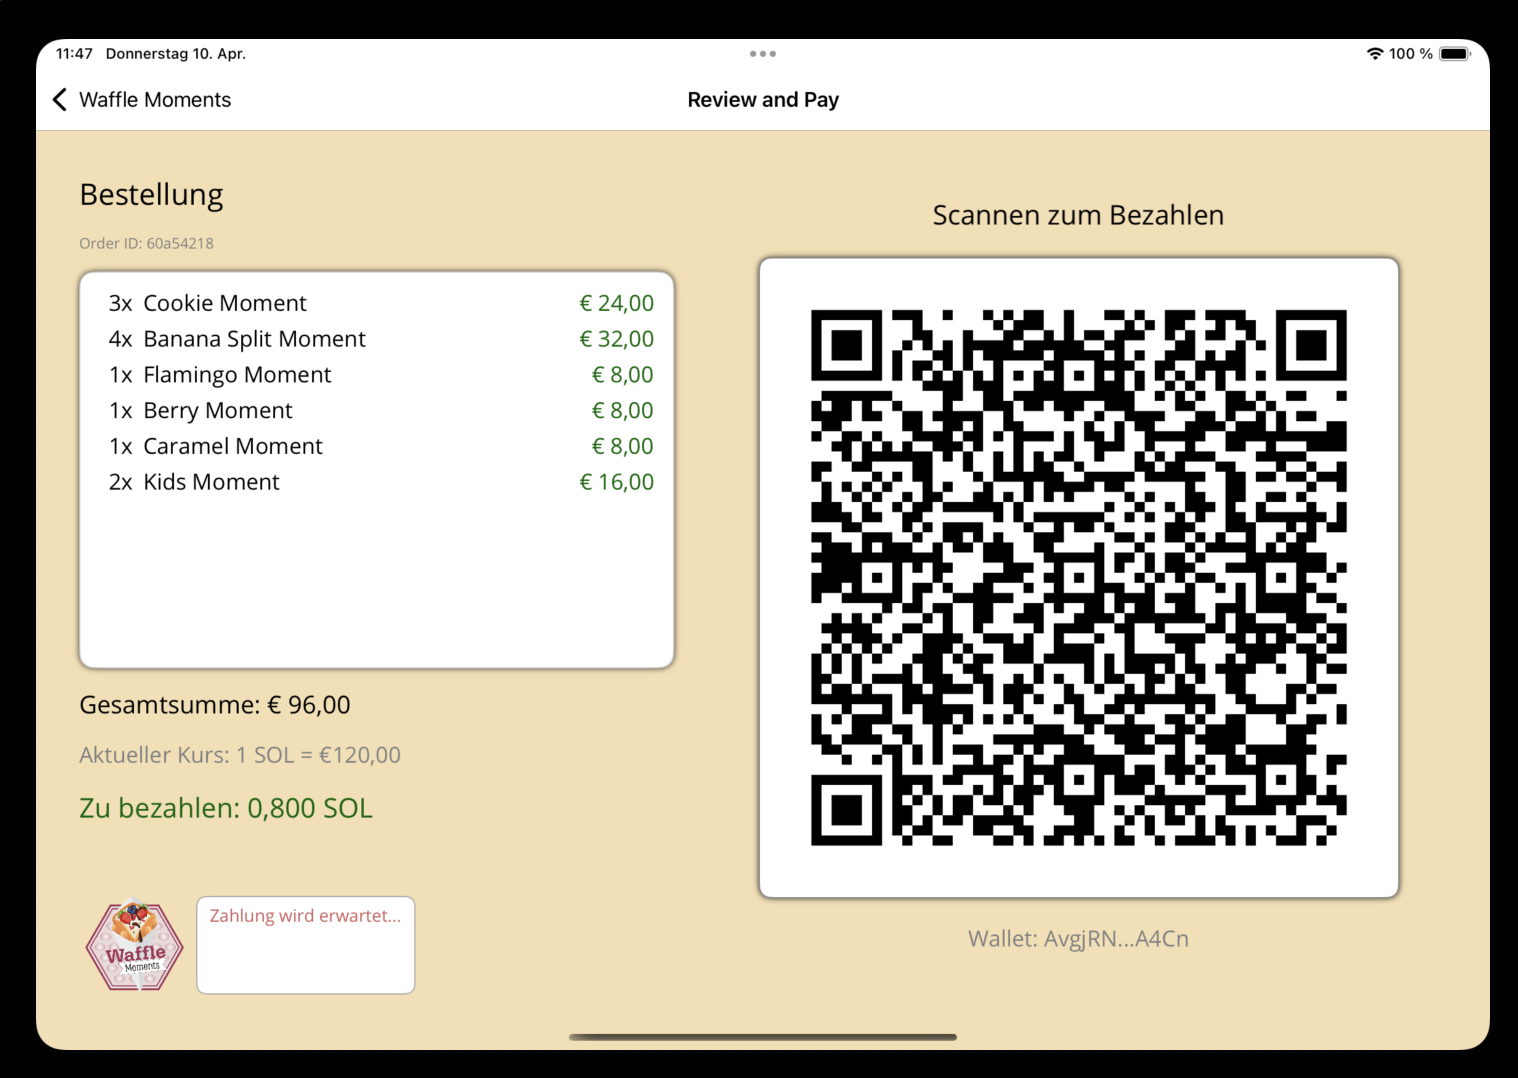 11:47 Donnerstag 10. Apr.
100 %
Waffle Moments
Review and Pay
Bestellung
Order ID: 60a54218
3x Cookie Moment € 24,00
4x Banana Split Moment € 32,00
1x Flamingo Moment € 8,00
1x Berry Moment € 8,00
1x Caramel Moment € 8,00
2x Kids Moment € 16,00
Gesamtsumme: € 96,00
Aktueller Kurs: 1 SOL = €120,00
Zu bezahlen: 0,800 SOL
Waffle
Moments
Zahlung wird erwartet...
Scannen zum Bezahlen
Wallet: AvgjRN...A4Cn